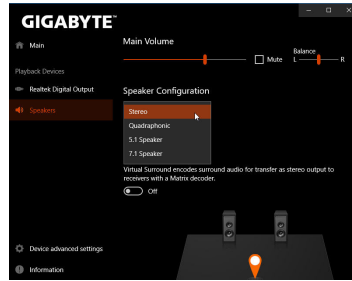 GIGABYTE™
Main
Playback Devices
Realtek Digital Output
Speakers
Device advanced settings
Information
Main Volume
Mute
Balance
L
R
Speaker Configuration
Stereo
Quadraphonic
5.1 Speaker
7.1 Speaker
Virtual Surround encodes surround audio for transfer as stereo output to
receivers with a Matrix decoder.
Off